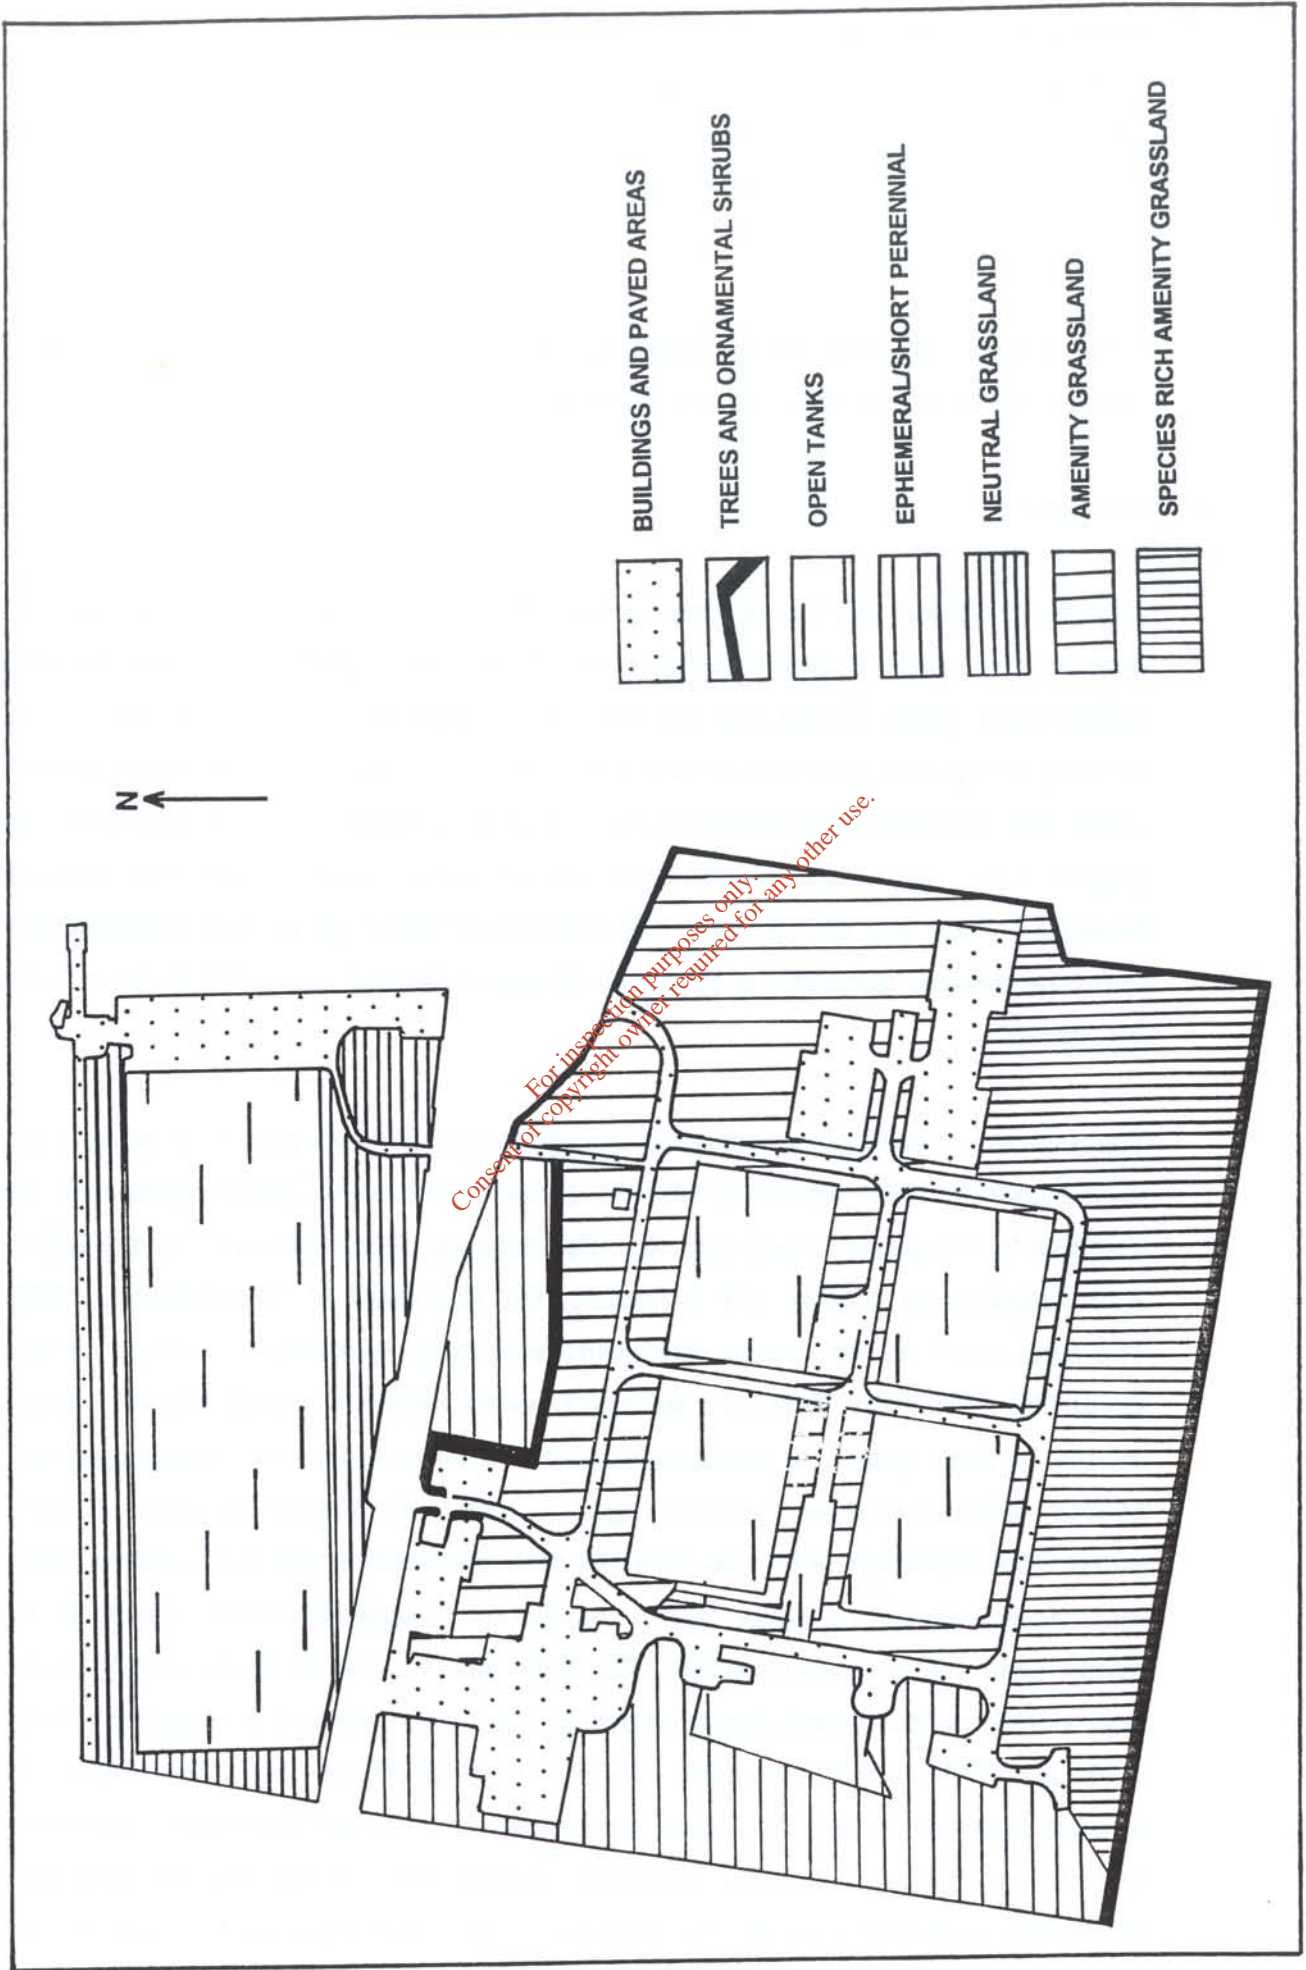 N
BUILDINGS AND PAVED AREAS
TREES AND ORNAMENTAL SHRUBS
OPEN TANKS
EPHEMERAL/SHORT PERENNIAL
NEUTRAL GRASSLAND
AMENITY GRASSLAND
SPECIES RICH AMENITY GRASSLAND
For inspection purposes only.
Consent of copyright owner required for any other use.